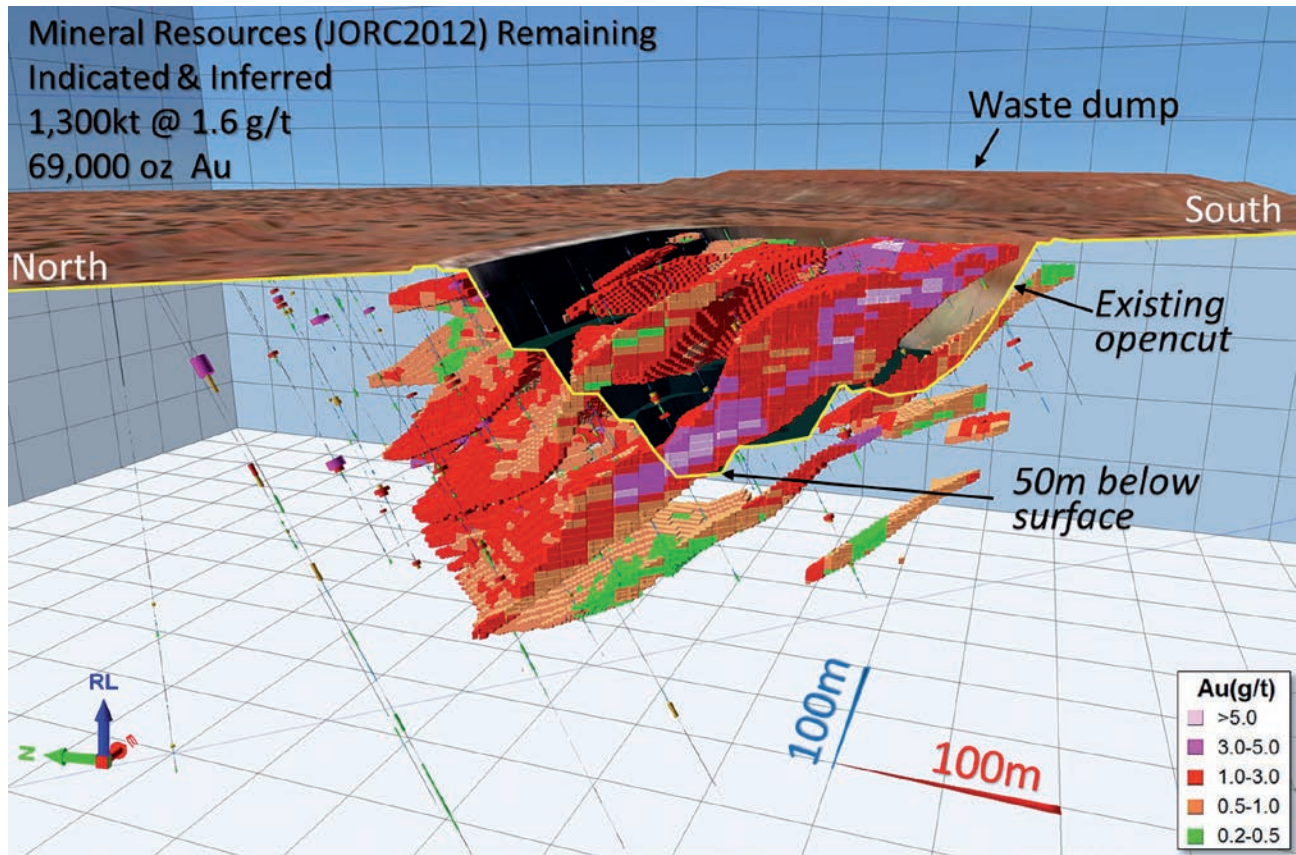 Mineral Resources (JORC2012) Remaining
Indicated & Inferred
1,300kt @ 1.6 g/t
69,000 oz Au
Waste dump
South
North
Existing
opencut
50m below
surface
100m
100m
RL
N
E
Au(g/t)
>5.0
3.0-5.0
1.0-3.0
0.5-1.0
0.2-0.5